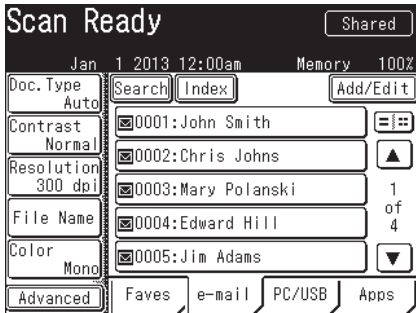 Scan Ready
Shared
Jan 1 2013 12:00am Memory 100%
Doc.Type
Auto
Contrast
Normal
Resolution
300 dpi
File Name
Color
Mono
Advanced
Search Index Add/Edit
0001:John Smith
0002:Chris Johns
0003:Mary Polanski
0004:Edward Hill
0005:Jim Adams
1
of
4
Faves e-mail PC/USB Apps